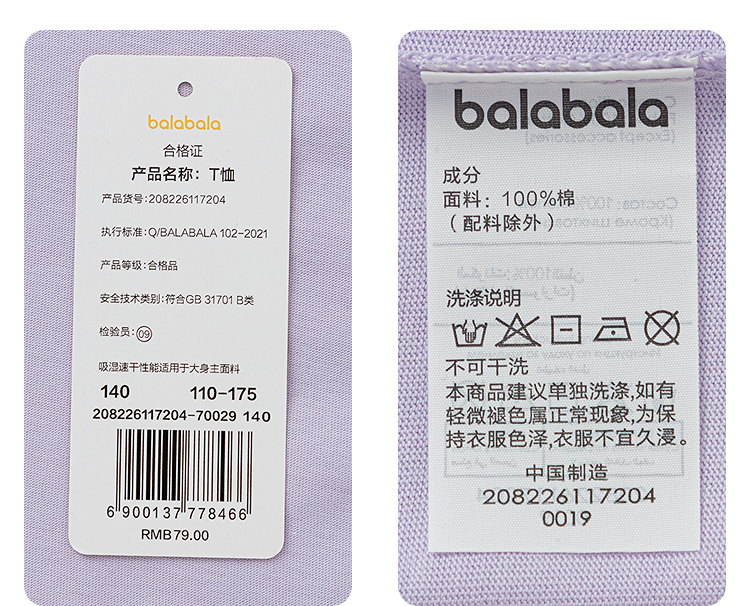 balabala
合格证
产品名称：T恤
产品货号：208226117204
执行标准：Q/BALABALA 102-2021
产品等级：合格品
安全技术类别：符合GB 31701 B类
检验员：09
吸湿速干性能适用于大身主面料
140 110-175
208226117204-70029 140
6 900137 778466
RMB79.00
balabala
成分
面料：100%棉
（配料除外）
洗涤说明
不可干洗
本商品建议单独洗涤,如有
轻微褪色属正常现象,为保
持衣服色泽,衣服不宜久漫。
中国制造
208226117204
0019